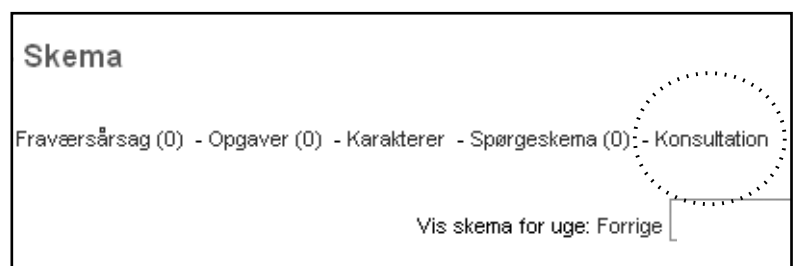 Skema
Fraværsårsag (0) - Opgaver (0) - Karakterer - Spørgeskema (0) - Konsultation
Vis skema for uge: Forrige